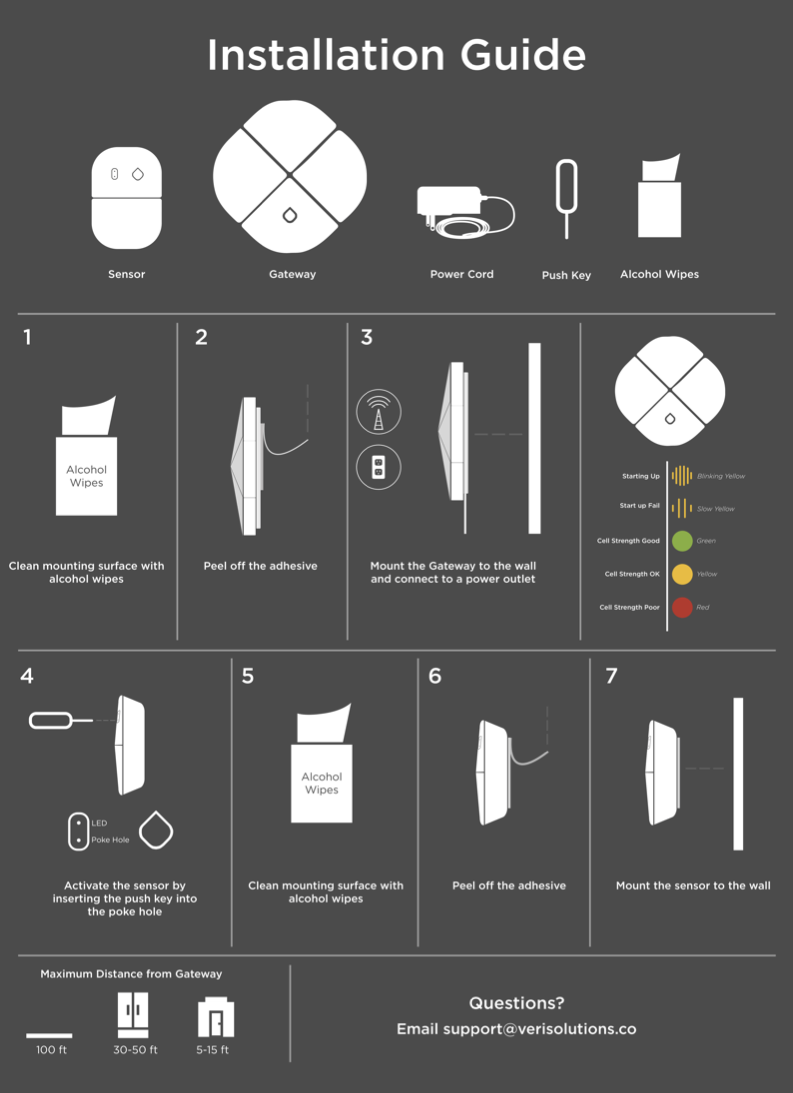 Installation Guide
Sensor
Gateway
Power Cord
Push Key
Alcohol Wipes
1
Alcohol
Wipes
Clean mounting surface with
alcohol wipes
2
Peel off the adhesive
3
Mount the Gateway to the wall
and connect to a power outlet
Starting Up Blinking Yellow
Start up Fail Slow Yellow
Cell Strength Good Green
Cell Strength OK Yellow
Cell Strength Poor Red
4
LED
Poke Hole
Activate the sensor by
inserting the push key into
the poke hole
5
Alcohol
Wipes
Clean mounting surface with
alcohol wipes
6
Peel off the adhesive
7
Mount the sensor to the wall
Maximum Distance from Gateway
100 ft
30-50 ft
5-15 ft
Questions?
Email support@verisolutions.co